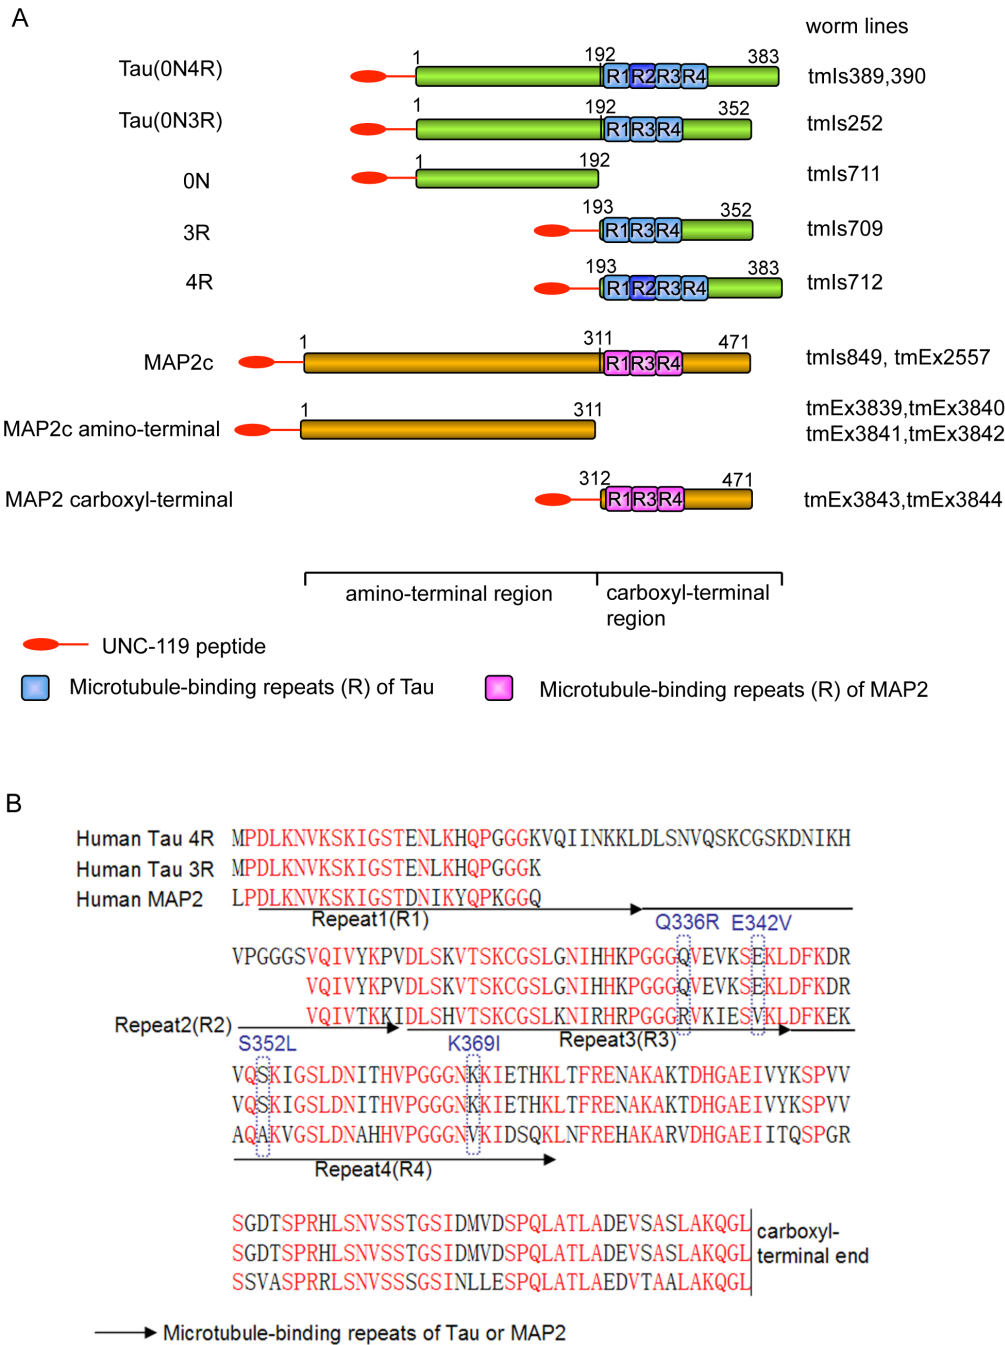 A
worm lines
Tau(0N4R) 1 192 383 tmIs389,390
R1 R2 R3 R4
Tau(0N3R) 1 192 352 tmIs252
R1 R3 R4
0N 1 192 tmIs711
3R 193 352 tmIs709
R1 R3 R4
4R 193 383 tmIs712
R1 R2 R3 R4
MAP2c 1 311 471 tmIs849, tmEx2557
R1 R3 R4
MAP2c amino-terminal 1 311 tmEx3839,tmEx3840
tmEx3841,tmEx3842
MAP2 carboxyl-terminal 312 471 tmEx3843,tmEx3844
R1 R3 R4
amino-terminal region
carboxyl-terminal
region
UNC-119 peptide
Microtubule-binding repeats (R) of Tau
Microtubule-binding repeats (R) of MAP2
B
Human Tau 4R MPDLKNVKSKIGSTENLKHQPGGGKVQIINKKLDLSNVQSKCGSKDNIKH
Human Tau 3R MPDLKNVKSKIGSTENLKHQPGGGK
Human MAP2 LPDLKNVKSKIGSTDNIKYQPKGGQ
Repeat1(R1)
Q336R E342V
VPGGGSVQIVYKPVDLSKVTSKCGSLGNIHHKPGGGQVEVKSEKLDFKDR
VQIVYKPVDLSKVTSKCGSLGNIHHKPGGGQVEVKSEKLDFKDR
VQIVTKKIDLSHVTSKCGSLKNIRHRPGGGRVKIESVKLDFKEK
Repeat2(R2)
Repeat3(R3)
S352L K369I
VQSKIGSLDNITHVPGGGNKKIETHKLTFRENAKAKTDHGAEIVYKSPVV
VQSKIGSLDNITHVPGGGNKKIETHKLTFRENAKAKTDHGAEIVYKSPVV
AQAKVGSLDNAHHVPGGGNVKIDSQKLNFREHAKARVDHGAEIITQSPGR
Repeat4(R4)
SGDTSPRHLSNVSSTGSIDMVDSPQLATLADEVSASLAKQGL
SGDTSPRHLSNVSSTGSIDMVDSPQLATLADEVSASLAKQGL
SSVASPRRLSNVSSSGSINLLESPQLATLAEDVTAALAKQGL
carboxyl-
terminal end
Microtubule-binding repeats of Tau or MAP2